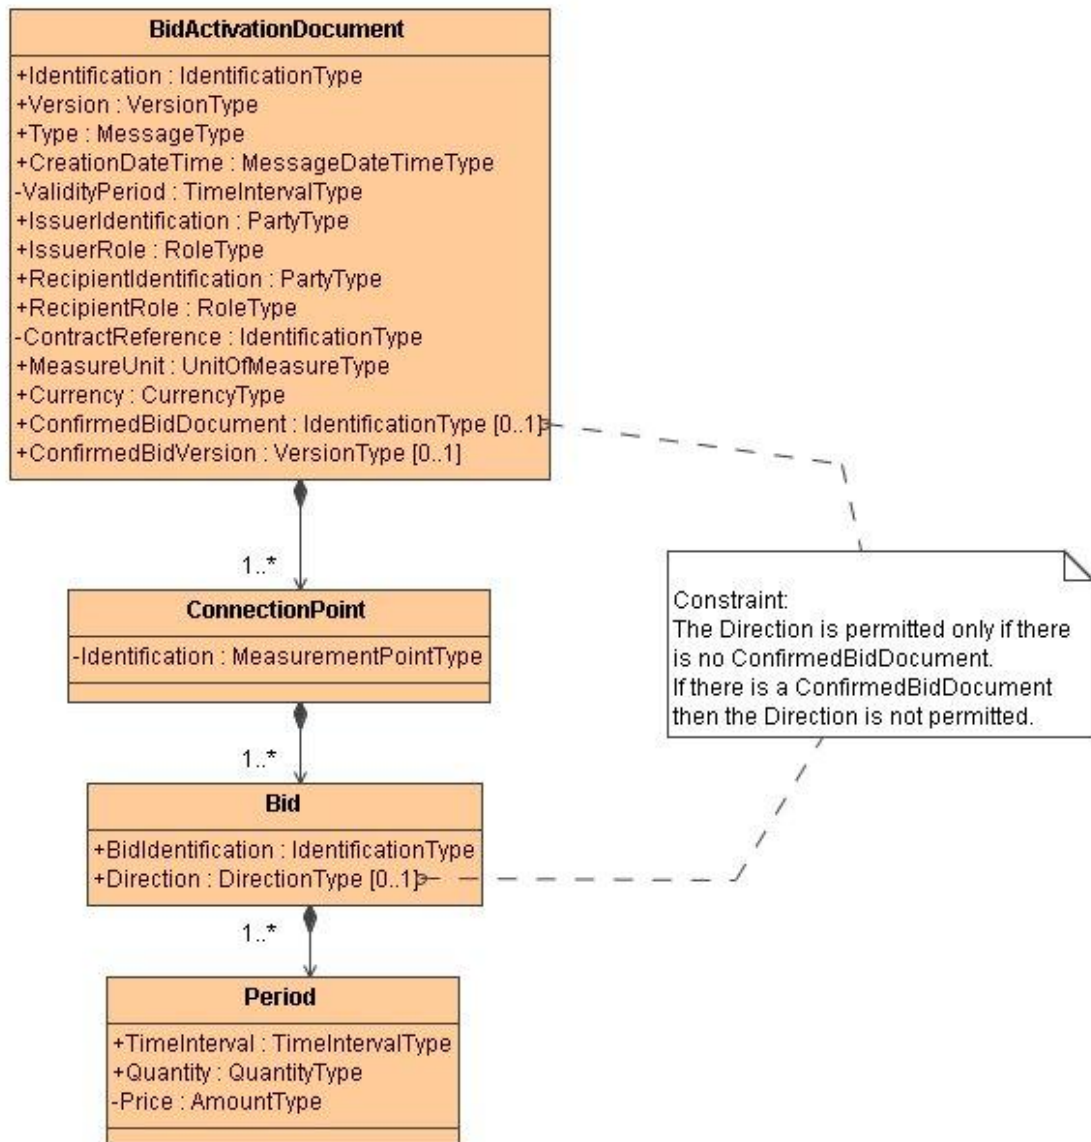 BidActivationDocument
+Identification : IdentificationType
+Version : VersionType
+Type : MessageType
+CreationDateTime : MessageDateTimeType
-ValidityPeriod : TimeIntervalType
+IssuerIdentification : PartyType
+IssuerRole : RoleType
+RecipientIdentification : PartyType
+RecipientRole : RoleType
-ContractReference : IdentificationType
+MeasureUnit : UnitOfMeasureType
+Currency : CurrencyType
+ConfirmedBidDocument : IdentificationType [0..1]
+ConfirmedBidVersion : VersionType [0..1]
1..*
ConnectionPoint
-Identification : MeasurementPointType
Constraint:
The Direction is permitted only if there
is no ConfirmedBidDocument.
If there is a ConfirmedBidDocument
then the Direction is not permitted.
1..*
Bid
+BidIdentification : IdentificationType
+Direction : DirectionType [0..1]
1..*
Period
+TimeInterval : TimeIntervalType
+Quantity : QuantityType
-Price : AmountType